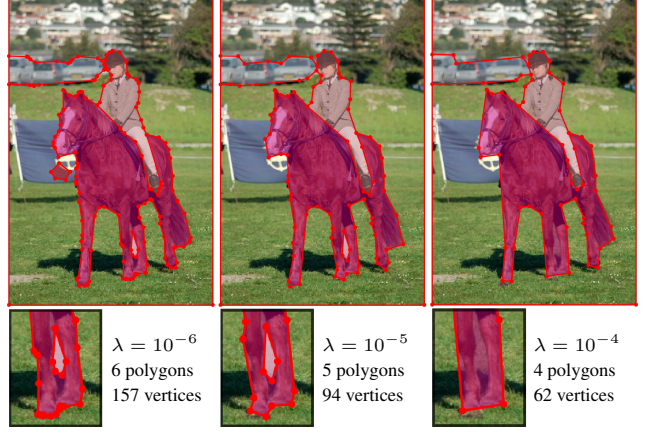 λ = 10⁻⁶
6 polygons
157 vertices
λ = 10⁻⁵
5 polygons
94 vertices
λ = 10⁻⁴
4 polygons
62 vertices